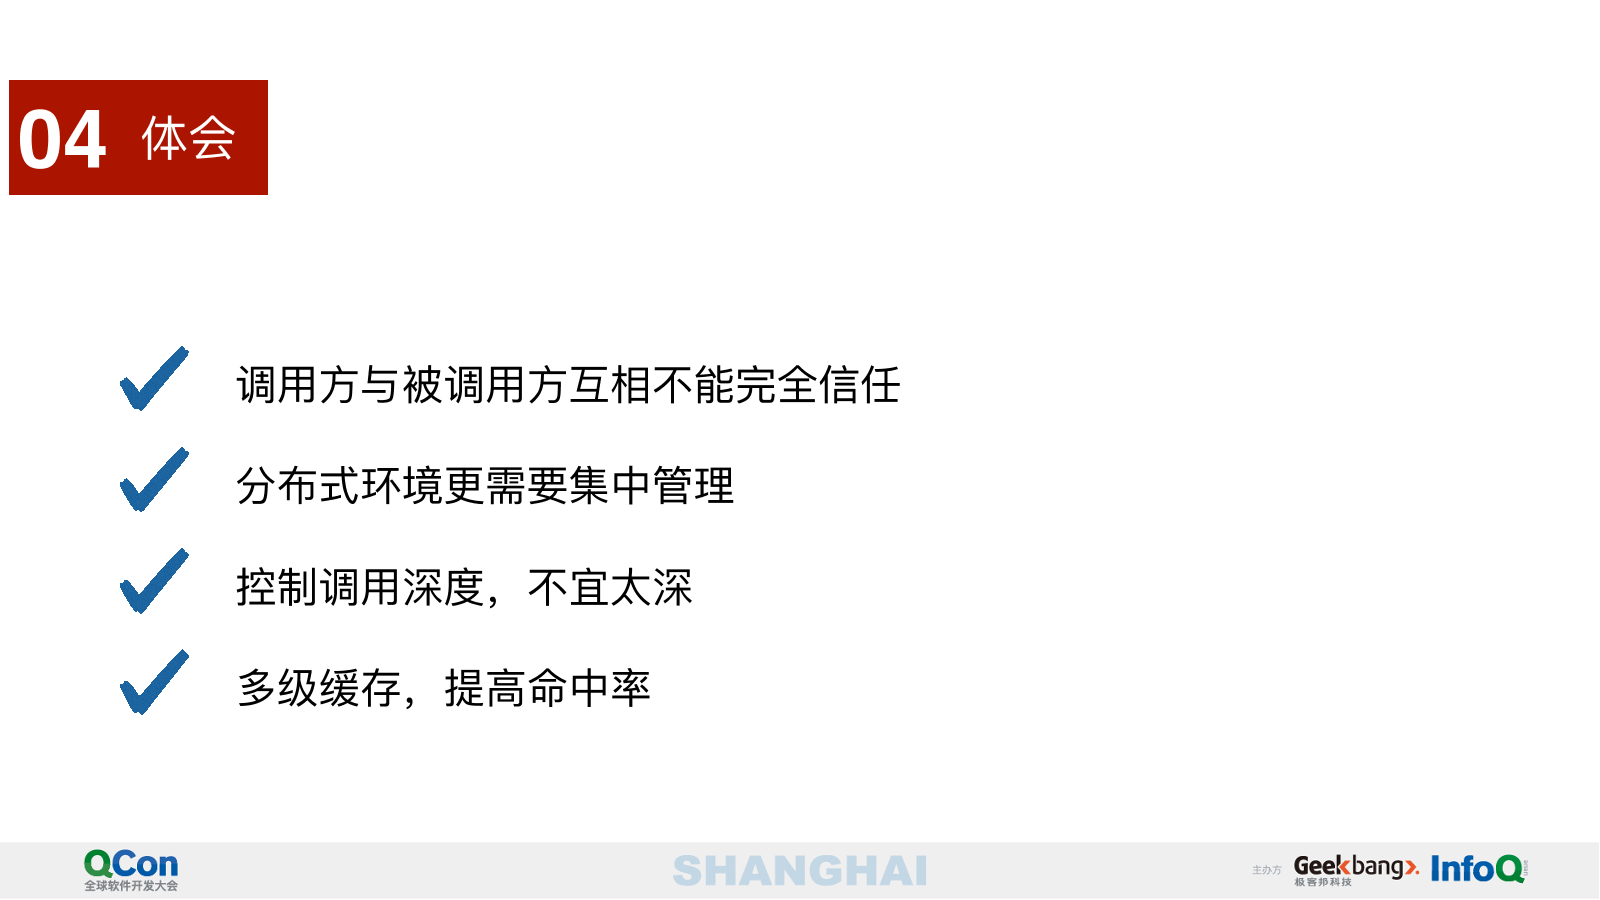 04 体会
调用方与被调用方互相不能完全信任
分布式环境更需要集中管理
控制调用深度，不宜太深
多级缓存，提高命中率
QCon
全球软件开发大会
SHANGHAI
主办方
Geekbang>.
极客邦科技
InfoQ